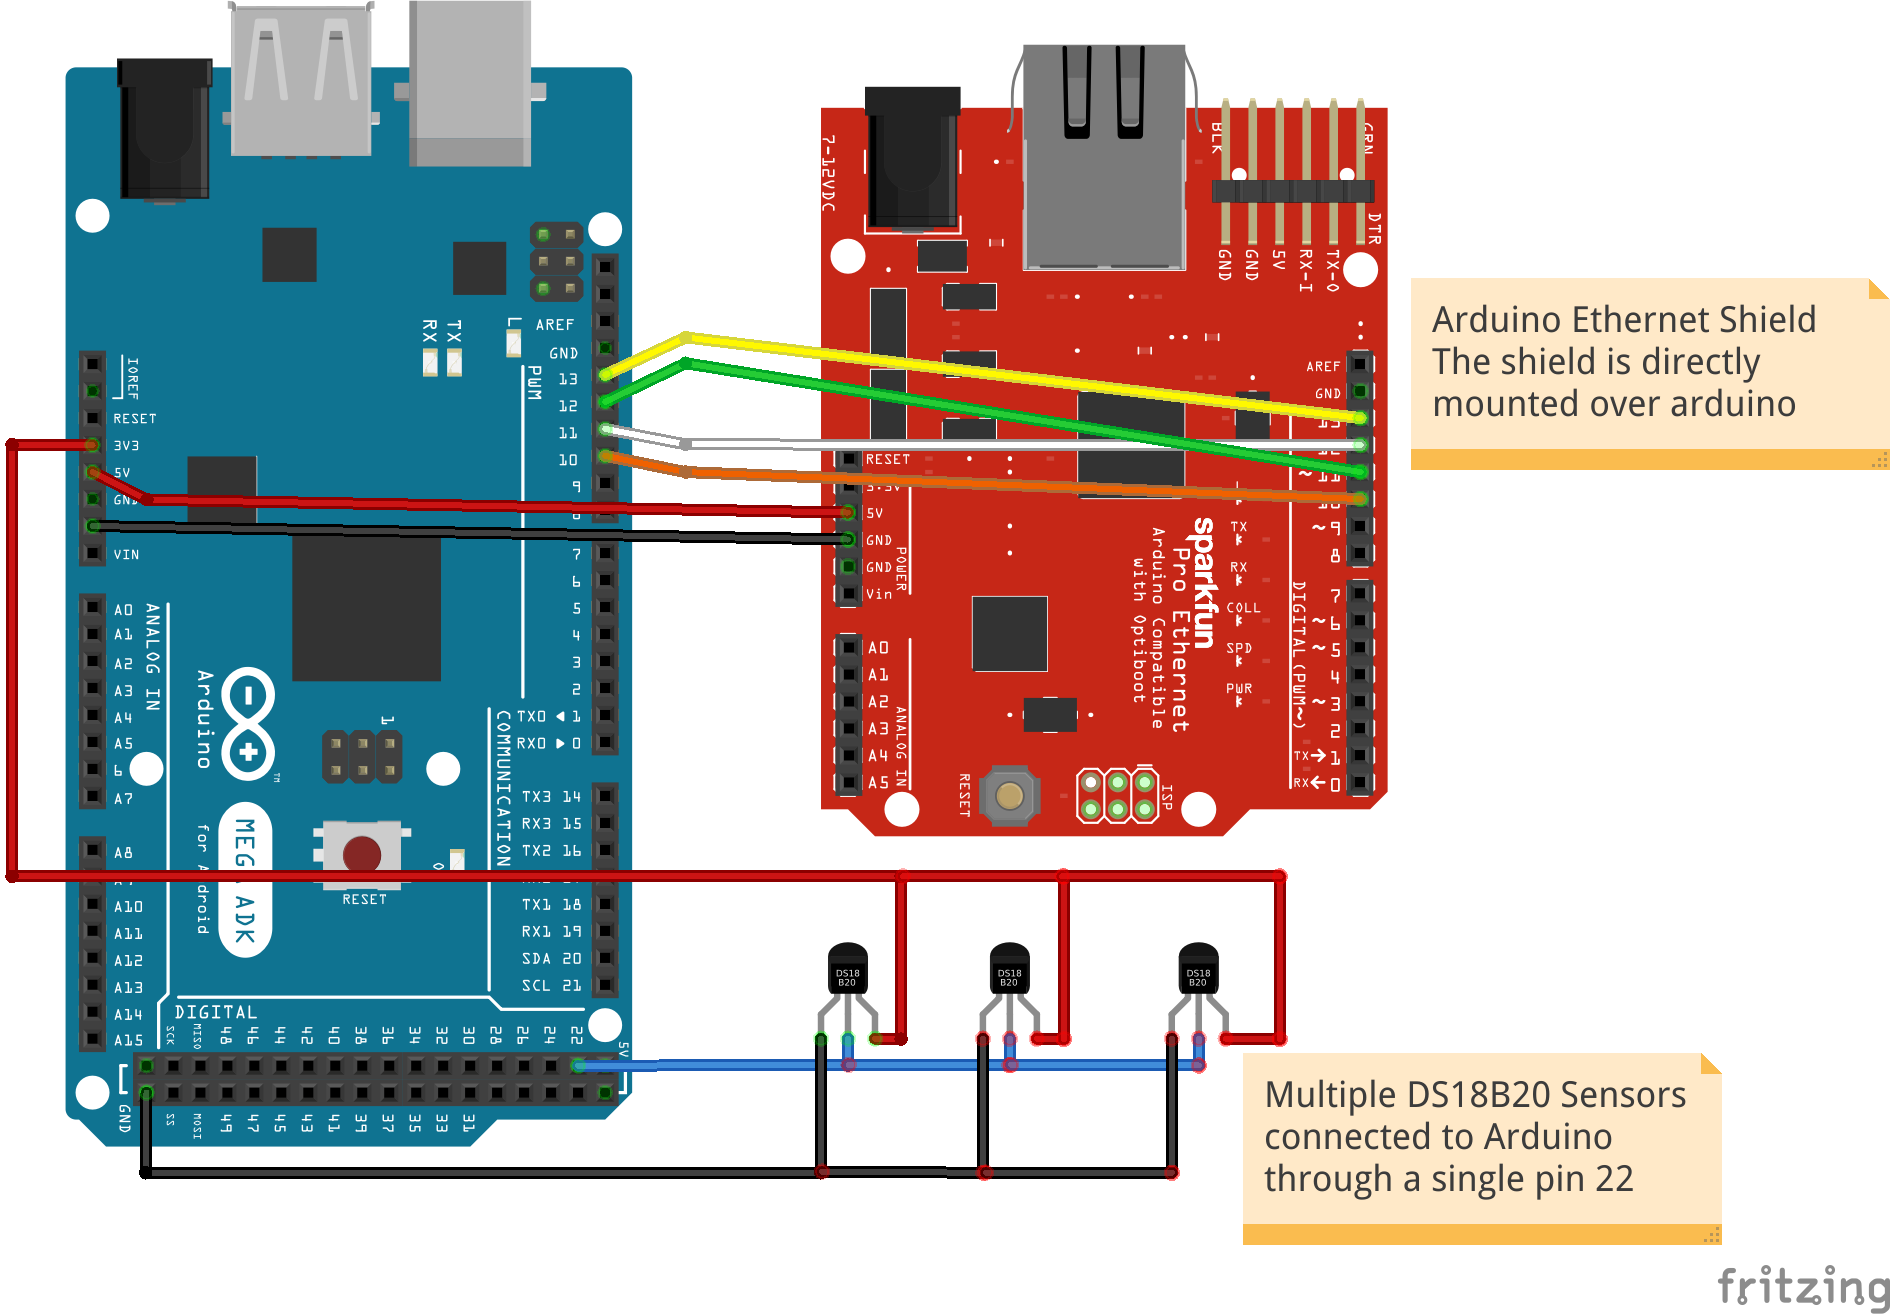 AREF
GND
13
12
11
10
9
8
7
6
5
4
3
2
TX0 1
RX0 0
PWM
L
TX
RX
IOREF
RESET
3V3
5V
GND
VIN
A0
A1
A2
A3
A4
A5
6
A7
A8
A10
A11
A12
A13
A14
A15
ANALOG IN
Arduino
TM
MEG ADK
for Android
1
RESET
COMMUNICATION
TX3 14
RX3 15
TX2 16
TX1 18
RX1 19
SDA 20
SCL 21
DIGITAL
SCK
MISO
48
46
44
42
40
38
36
34
32
30
28
26
24
22
5V
GND
SS
MOSI
49
47
45
43
41
39
37
35
33
31
7-12VDC
BLK
GRN
DTR
GND
GND
5V
RX-I
TX-O
RESET
3.3V
5V
GND
GND
Vin
POWER
A0
A1
A2
A3
A4
A5
ANALOG IN
AREF
GND
~ 9
8
7
~ 6
~ 5
4
~ 3
2
TX→ 1
RX← 0
DIGITAL(PWM~)
TX
RX
COLL
SPD
PWR
sparkfun
Pro Ethernet
Arduino Compatible
with Optiboot
RESET
ISP
Arduino Ethernet Shield
The shield is directly
mounted over arduino
DS18
B20
DS18
B20
DS18
B20
Multiple DS18B20 Sensors
connected to Arduino
through a single pin 22
fritzing